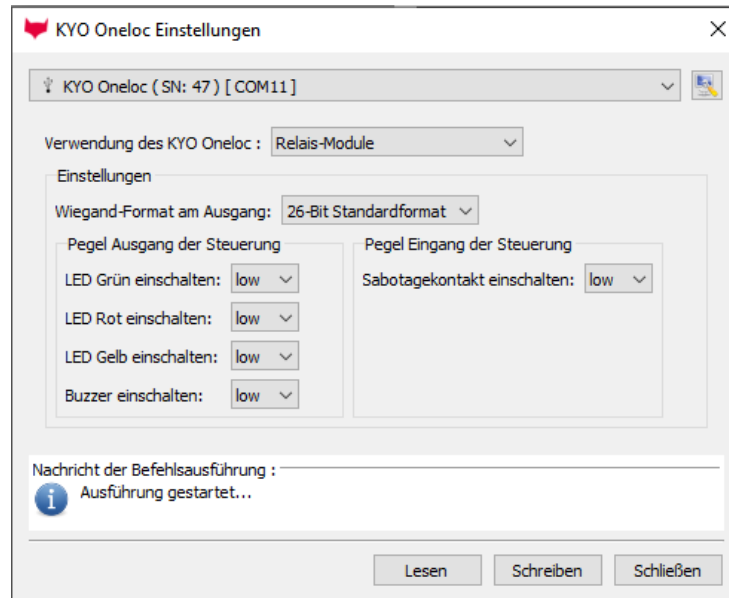 KYO Oneloc Einstellungen
KYO Oneloc ( SN: 47 ) [ COM11 ]
Verwendung des KYO Oneloc : Relais-Module
Einstellungen
Wiegand-Format am Ausgang: 26-Bit Standardformat
Pegel Ausgang der Steuerung
LED Grün einschalten: low
LED Rot einschalten: low
LED Gelb einschalten: low
Buzzer einschalten: low
Pegel Eingang der Steuerung
Sabotagekontakt einschalten: low
Nachricht der Befehlsausführung :
Ausführung gestartet...
Lesen Schreiben Schließen